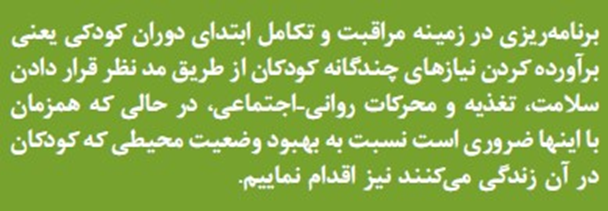 برنامه‌ریزی در زمینه مراقبت و تکامل ابتدای دوران کودکی یعنی
برآورده کردن نیازهای چندگانه کودکان از طریق مد نظر قرار دادن
سلامت، تغذیه و محرکات روانی-اجتماعی، در حالی که همزمان
با اینها ضروری است نسبت به بهبود وضعیت محیطی که کودکان
در آن زندگی می‌کنند نیز اقدام نماییم.